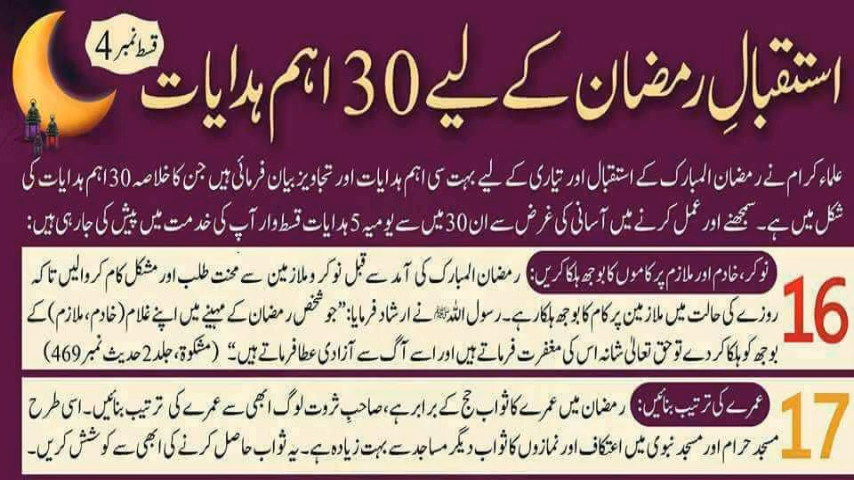 قسط نمبر 4
استقبالِ رمضان کے لیے 30 اہم ہدایات
علماء کرام نے رمضان المبارک کے استقبال اور تیاری کے لیے بہت سی اہم ہدایات اور تجاویز بیان فرمائی ہیں جن کا خلاصہ 30 اہم ہدایات کی
شکل میں ہے۔ سمجھنے اور عمل کرنے میں آسانی کی غرض سے ان 30 میں سے یومیہ 5 ہدایات قسط وار آپ کی خدمت میں پیش کی جا رہی ہیں:
16
نوکر، خادم اور ملازم پر کاموں کا بوجھ ہلکا کریں: رمضان المبارک کی آمد سے قبل نوکر و ملازمین سے محنت طلب اور مشکل کام کروا لیں تا کہ
روزے کی حالت میں ملازمین پر کام کا بوجھ ہلکا رہے۔ رسول اللہ ﷺ نے ارشاد فرمایا: ”جو شخص رمضان کے مہینے میں اپنے غلام (خادم، ملازم) کے
بوجھ کو ہلکا کر دے تو حق تعالیٰ شانہ اس کی مغفرت فرماتے ہیں اور اسے آگ سے آزادی عطا فرماتے ہیں۔“ (مشکوٰۃ، جلد 2 حدیث نمبر 469)
17
عمرے کی ترتیب بنائیں: رمضان میں عمرے کا ثواب حج کے برابر ہے، صاحبِ ثروت لوگ ابھی سے عمرے کی ترتیب بنائیں۔ اسی طرح
مسجد حرام اور مسجد نبوی میں اعتکاف اور نمازوں کا ثواب دیگر مساجد سے بہت زیادہ ہے۔ یہ ثواب حاصل کرنے کی ابھی سے کوشش کریں۔